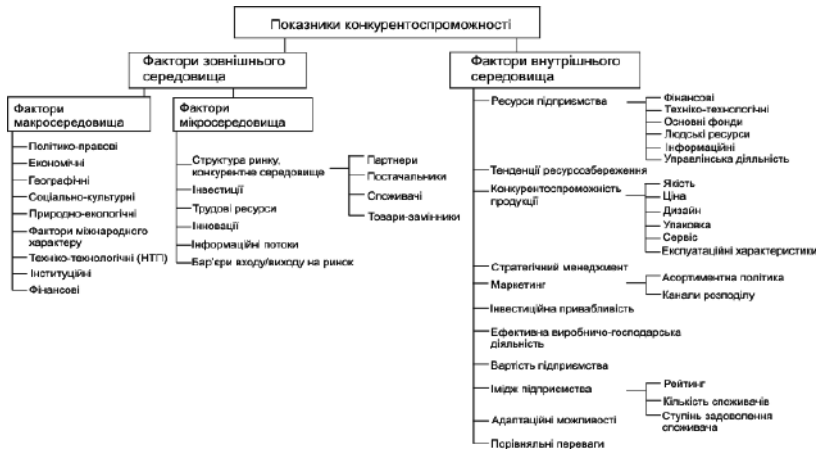 Показники конкурентоспроможності
Фактори зовнішнього
середовища
Фактори внутрішнього
середовища
Фактори
макросередовища
Політико-правові
Економічні
Географічні
Соціально-культурні
Природно-екологічні
Фактори міжнародного
характеру
Техніко-технологічні (НТП)
Інституційні
Фінансові
Фактори
мікросередовища
Структура ринку,
конкурентне середовище
Партнери
Постачальники
Споживачі
Товари-замінники
Інвестиції
Трудові ресурси
Інновації
Інформаційні потоки
Бар'єри входу/виходу на ринок
Ресурси підприємства
Фінансові
Техніко-технологічні
Основні фонди
Людські ресурси
Інформаційні
Управлінська діяльність
Тенденції ресурсозбереження
Конкурентоспроможність
продукції
Якість
Ціна
Дизайн
Упаковка
Сервіс
Експлуатаційні характеристики
Стратегічний менеджмент
Маркетинг
Асортиментна політика
Канали розподілу
Інвестиційна привабливість
Ефективна виробничо-господарська
діяльність
Вартість підприємства
Імідж підприємства
Рейтинг
Кількість споживачів
Ступінь задоволення
споживача
Адаптаційні можливості
Порівняльні переваги